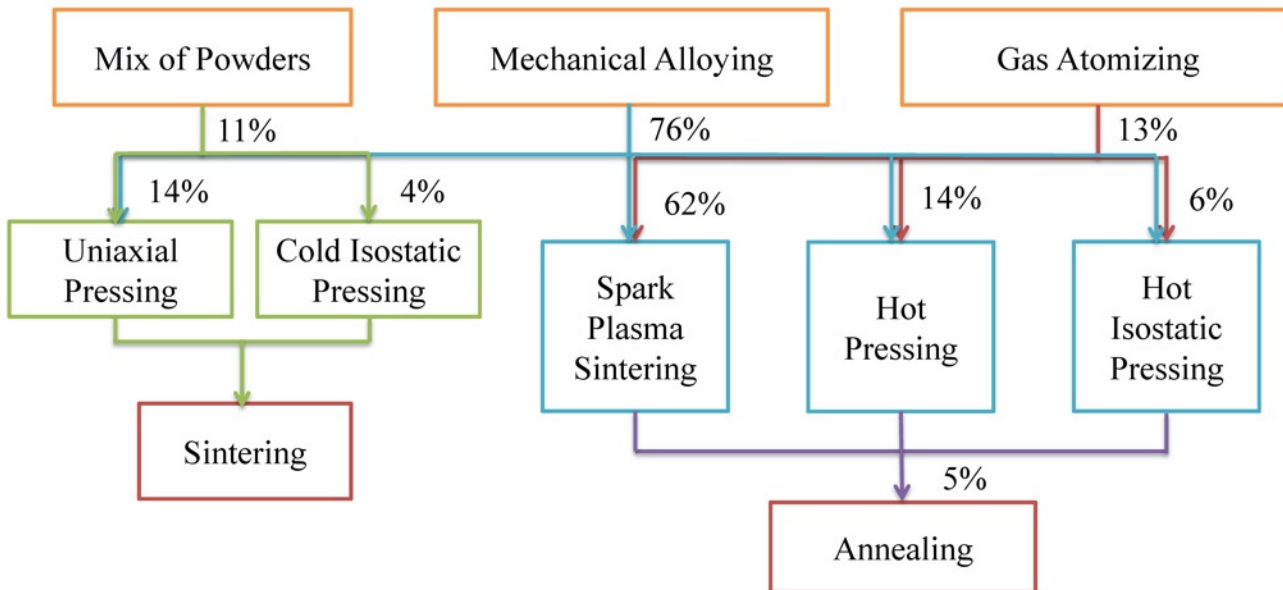 Mix of Powders
Mechanical Alloying
Gas Atomizing
11%
76%
13%
14%
4%
62%
14%
6%
Uniaxial
Pressing
Cold Isostatic
Pressing
Spark
Plasma
Sintering
Hot
Pressing
Hot
Isostatic
Pressing
Sintering
5%
Annealing